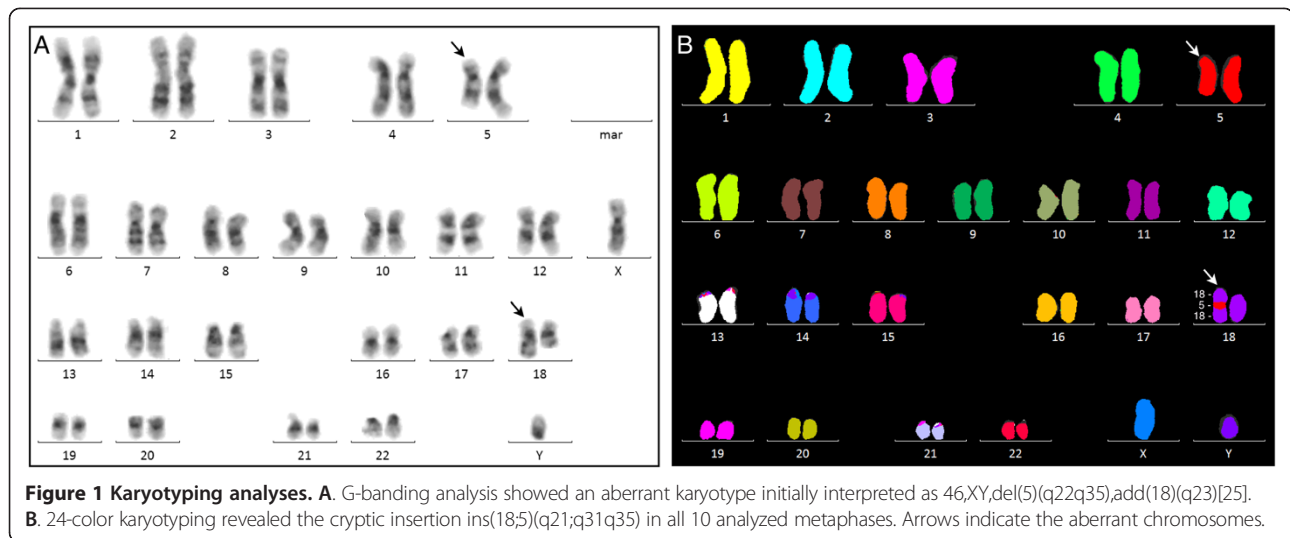 A
1 2 3 4 5 mar
6 7 8 9 10 11 12 X
13 14 15 16 17 18
19 20 21 22 Y
B
1 2 3 4 5
6 7 8 9 10 11 12
18 -
5 -
18 -
13 14 15 16 17 18
19 20 21 22 X Y
Figure 1 Karyotyping analyses. A. G-banding analysis showed an aberrant karyotype initially interpreted as 46,XY,del(5)(q22q35),add(18)(q23)[25].
B. 24-color karyotyping revealed the cryptic insertion ins(18;5)(q21;q31q35) in all 10 analyzed metaphases. Arrows indicate the aberrant chromosomes.